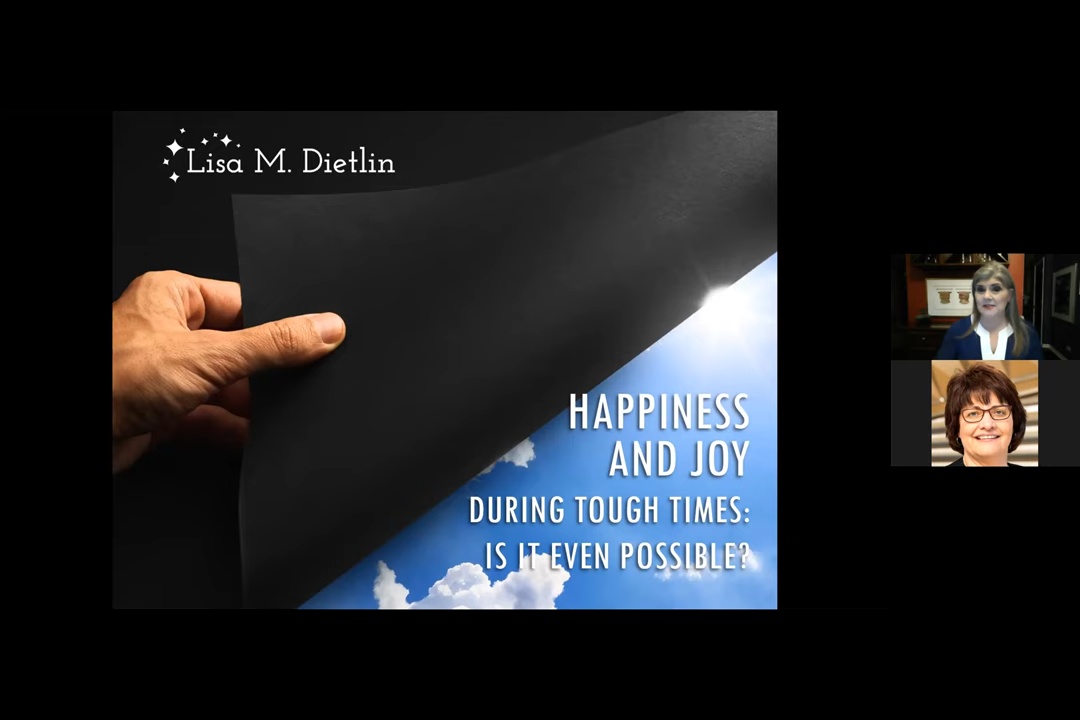 Lisa M. Dietlin
HAPPINESS
AND JOY
DURING TOUGH TIMES:
IS IT EVEN POSSIBLE?